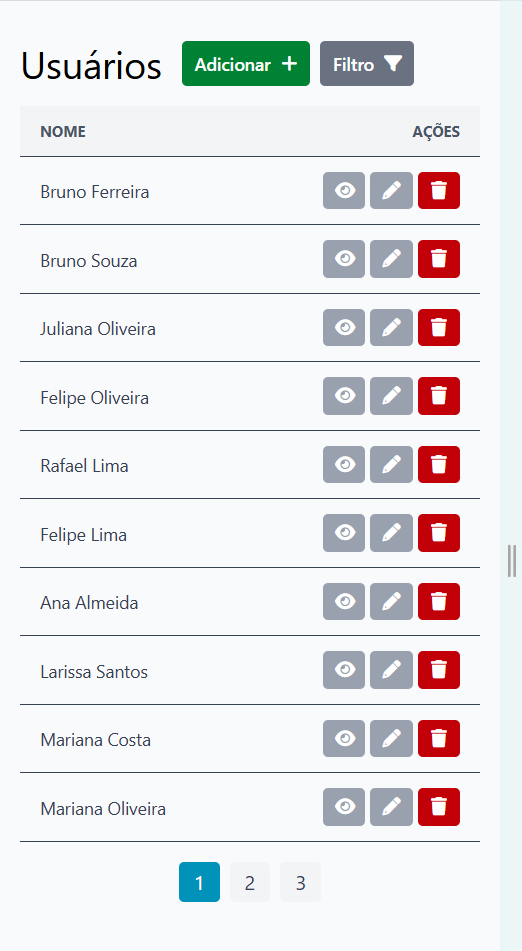 Usuários Adicionar Filtro
NOME AÇÕES
Bruno Ferreira
Bruno Souza
Juliana Oliveira
Felipe Oliveira
Rafael Lima
Felipe Lima
Ana Almeida
Larissa Santos
Mariana Costa
Mariana Oliveira
1 2 3